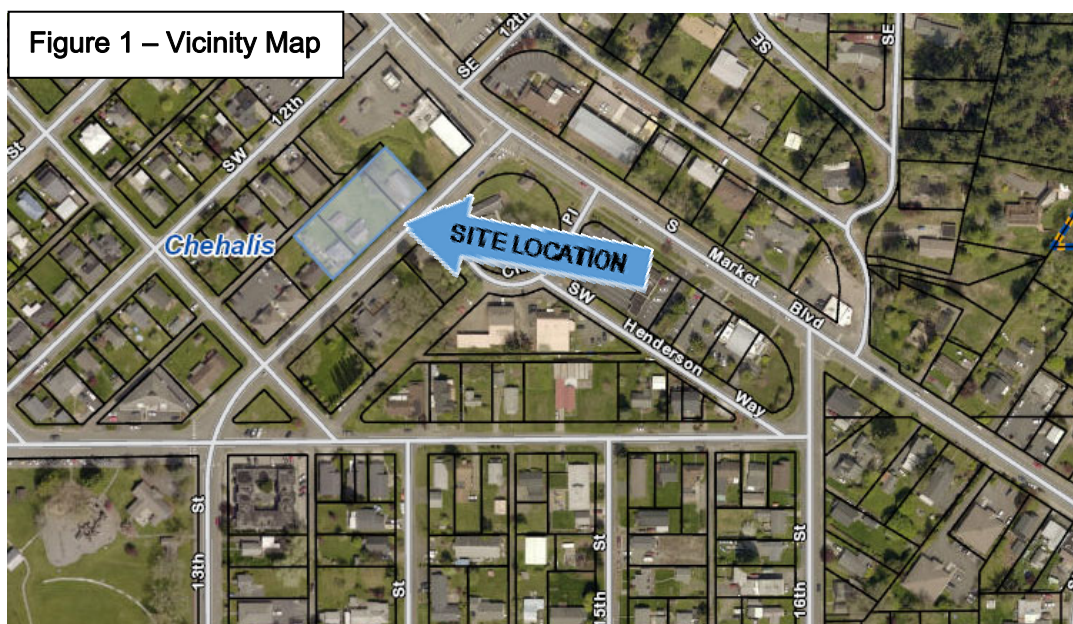 Figure 1 – Vicinity Map
SE
12th
SE
SE
12th
SW
St
Chehalis
Pl
S
Market
Blvd
SITE LOCATION
SW
Henderson
Way
St
13th
St
St
15th
St
16th